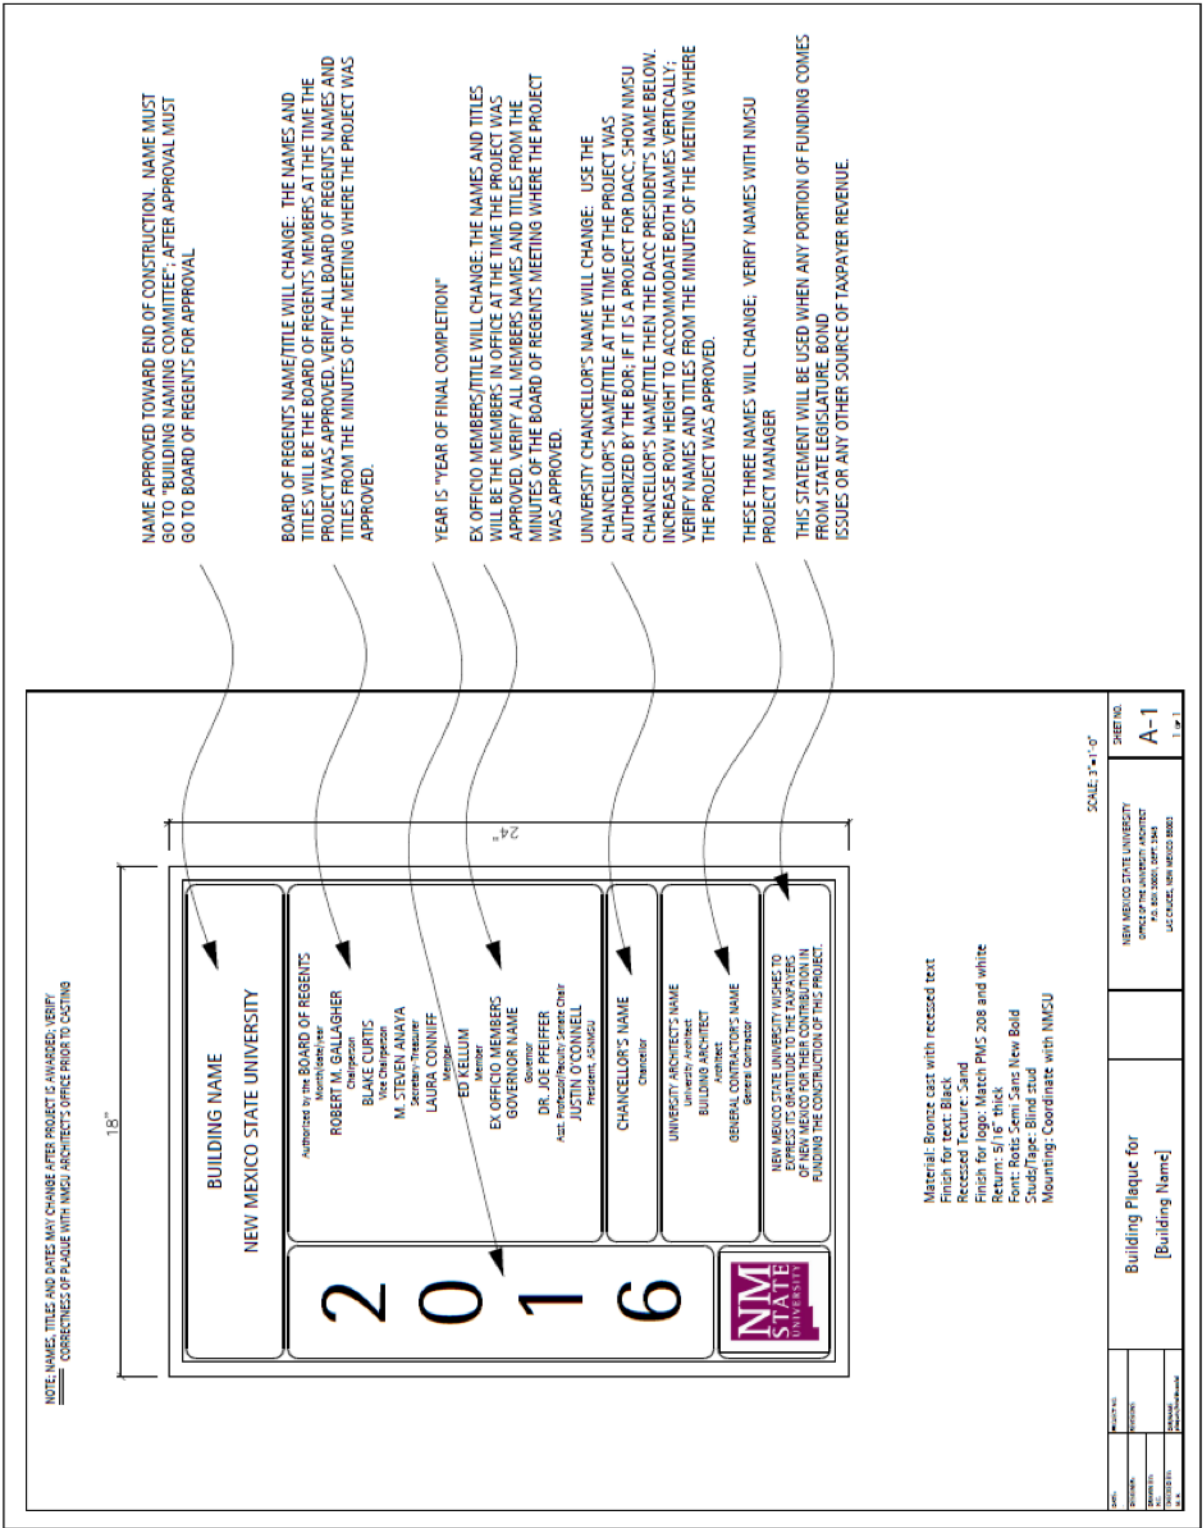 NOTE: NAMES, TITLES AND DATES MAY CHANGE AFTER PROJECT IS AWARDED; VERIFY
CORRECTNESS OF PLAQUE WITH NMSU ARCHITECT'S OFFICE PRIOR TO CASTING
18"
24"
BUILDING NAME
NEW MEXICO STATE UNIVERSITY
2
0
1
6
Authorized by the BOARD OF REGENTS
Month/date/year
ROBERT M. GALLAGHER
Chairperson
BLAKE CURTIS
Vice Chairperson
M. STEVEN ANAYA
Secretary-Treasurer
LAURA CONNIFF
Member
ED KELLUM
Member
EX OFFICIO MEMBERS
GOVERNOR NAME
Governor
DR. JOE PFEIFFER
Asst. Professor/Faculty Senate Chair
JUSTIN O'CONNELL
President, ASNMSU
CHANCELLOR'S NAME
Chancellor
UNIVERSITY ARCHITECT'S NAME
University Architect
BUILDING ARCHITECT
Architect
GENERAL CONTRACTOR'S NAME
General Contractor
NM
STATE
UNIVERSITY
NEW MEXICO STATE UNIVERSITY WISHES TO
EXPRESS ITS GRATITUDE TO THE TAXPAYERS
OF NEW MEXICO FOR THEIR CONTRIBUTION IN
FUNDING THE CONSTRUCTION OF THIS PROJECT.
NAME APPROVED TOWARD END OF CONSTRUCTION. NAME MUST
GO TO "BUILDING NAMING COMMITTEE"; AFTER APPROVAL MUST
GO TO BOARD OF REGENTS FOR APPROVAL
BOARD OF REGENTS NAME/TITLE WILL CHANGE: THE NAMES AND
TITLES WILL BE THE BOARD OF REGENTS MEMBERS AT THE TIME THE
PROJECT WAS APPROVED. VERIFY ALL BOARD OF REGENTS NAMES AND
TITLES FROM THE MINUTES OF THE MEETING WHERE THE PROJECT WAS
APPROVED.
YEAR IS "YEAR OF FINAL COMPLETION"
EX OFFICIO MEMBERS/TITLE WILL CHANGE: THE NAMES AND TITLES
WILL BE THE MEMBERS IN OFFICE AT THE TIME THE PROJECT WAS
APPROVED. VERIFY ALL MEMBERS NAMES AND TITLES FROM THE
MINUTES OF THE BOARD OF REGENTS MEETING WHERE THE PROJECT
WAS APPROVED.
UNIVERSITY CHANCELLOR'S NAME WILL CHANGE: USE THE
CHANCELLOR'S NAME/TITLE AT THE TIME OF THE PROJECT WAS
AUTHORIZED BY THE BOR; IF IT IS A PROJECT FOR DACC, SHOW NMSU
CHANCELLOR'S NAME/TITLE THEN THE DACC PRESIDENT'S NAME BELOW.
INCREASE ROW HEIGHT TO ACCOMMODATE BOTH NAMES VERTICALLY;
VERIFY NAMES AND TITLES FROM THE MINUTES OF THE MEETING WHERE
THE PROJECT WAS APPROVED.
THESE THREE NAMES WILL CHANGE; VERIFY NAMES WITH NMSU
PROJECT MANAGER
THIS STATEMENT WILL BE USED WHEN ANY PORTION OF FUNDING COMES
FROM STATE LEGISLATURE, BOND
ISSUES OR ANY OTHER SOURCE OF TAXPAYER REVENUE.
Material: Bronze cast with recessed text
Finish for text: Black
Recessed Texture: Sand
Finish for logo: Match PMS 208 and white
Return: 5/16" thick
Font: Rotis Semi Sans New Bold
Studs/Tape: Blind stud
Mounting: Coordinate with NMSU
SCALE: 3"=1'-0"
Building Plaque for
[Building Name]
NEW MEXICO STATE UNIVERSITY
OFFICE OF THE UNIVERSITY ARCHITECT
P.O. BOX 30001, DEPT. 3545
LAS CRUCES, NEW MEXICO 88003
SHEET NO.
A-1
1 OF 1